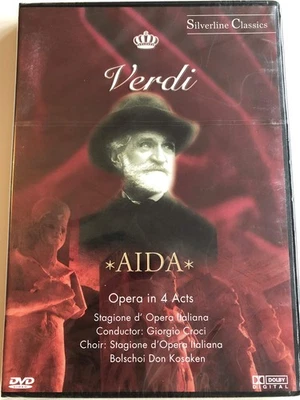 Silverline Classics
Verdi
*AIDA*
Opera in 4 Acts
Stagione d' Opera Italiana
Conductor: Giorgio Croci
Choir: Stagione d'Opera Italiana
Bolschoi Don Kosaken
DVD
DOLBY
DIGITAL